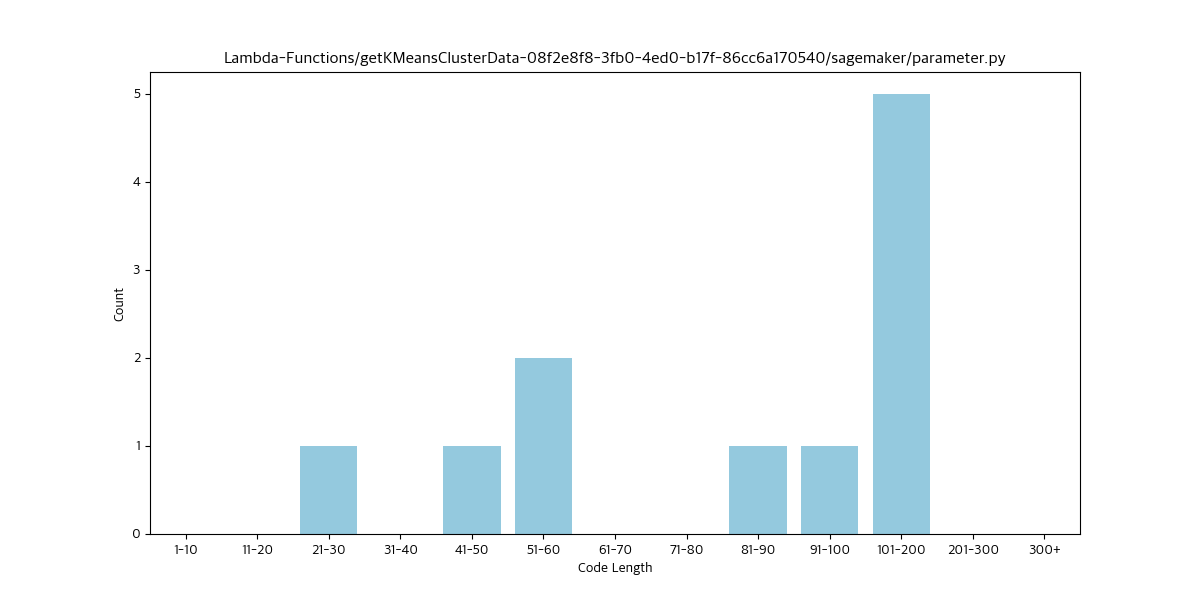 Lambda-Functions/getKMeansClusterData-08f2e8f8-3fb0-4ed0-b17f-86cc6a170540/sagemaker/parameter.py
5
4
3
2
1
0
Count
1-10 11-20 21-30 31-40 41-50 51-60 61-70 71-80 81-90 91-100 101-200 201-300 300+
Code Length